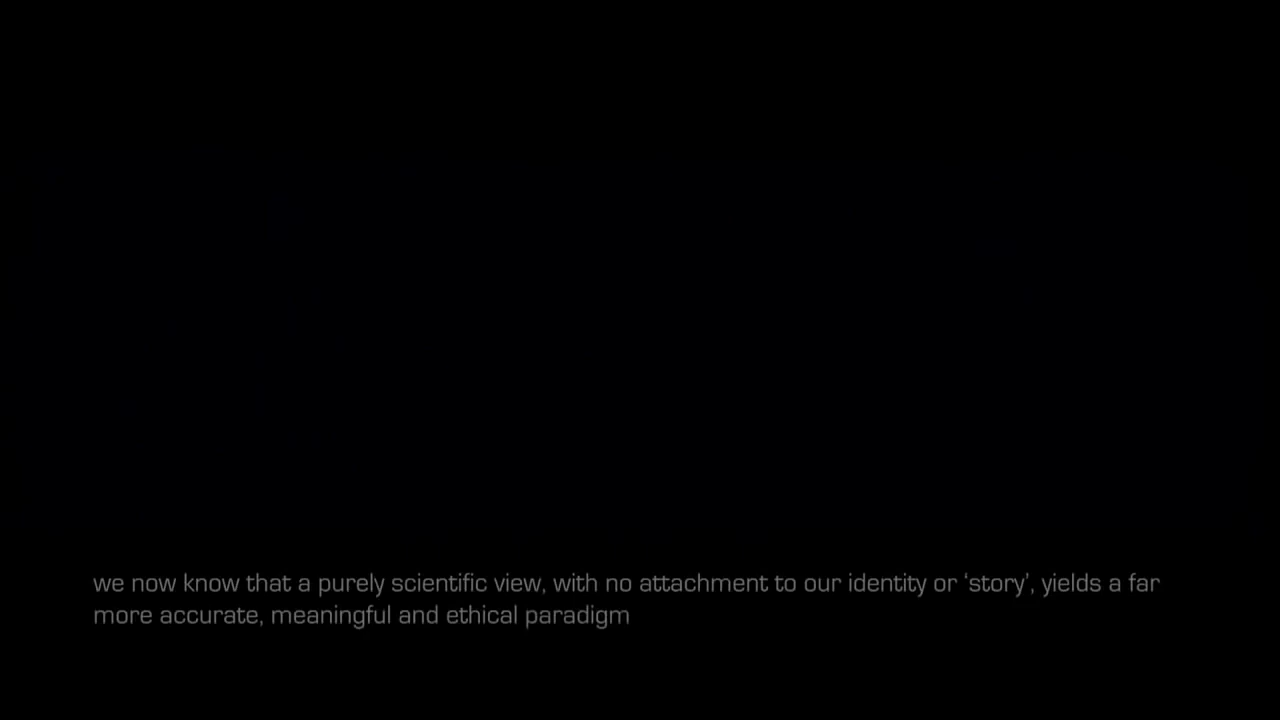 we now know that a purely scientific view, with no attachment to our identity or ‘story’, yields a far
more accurate, meaningful and ethical paradigm